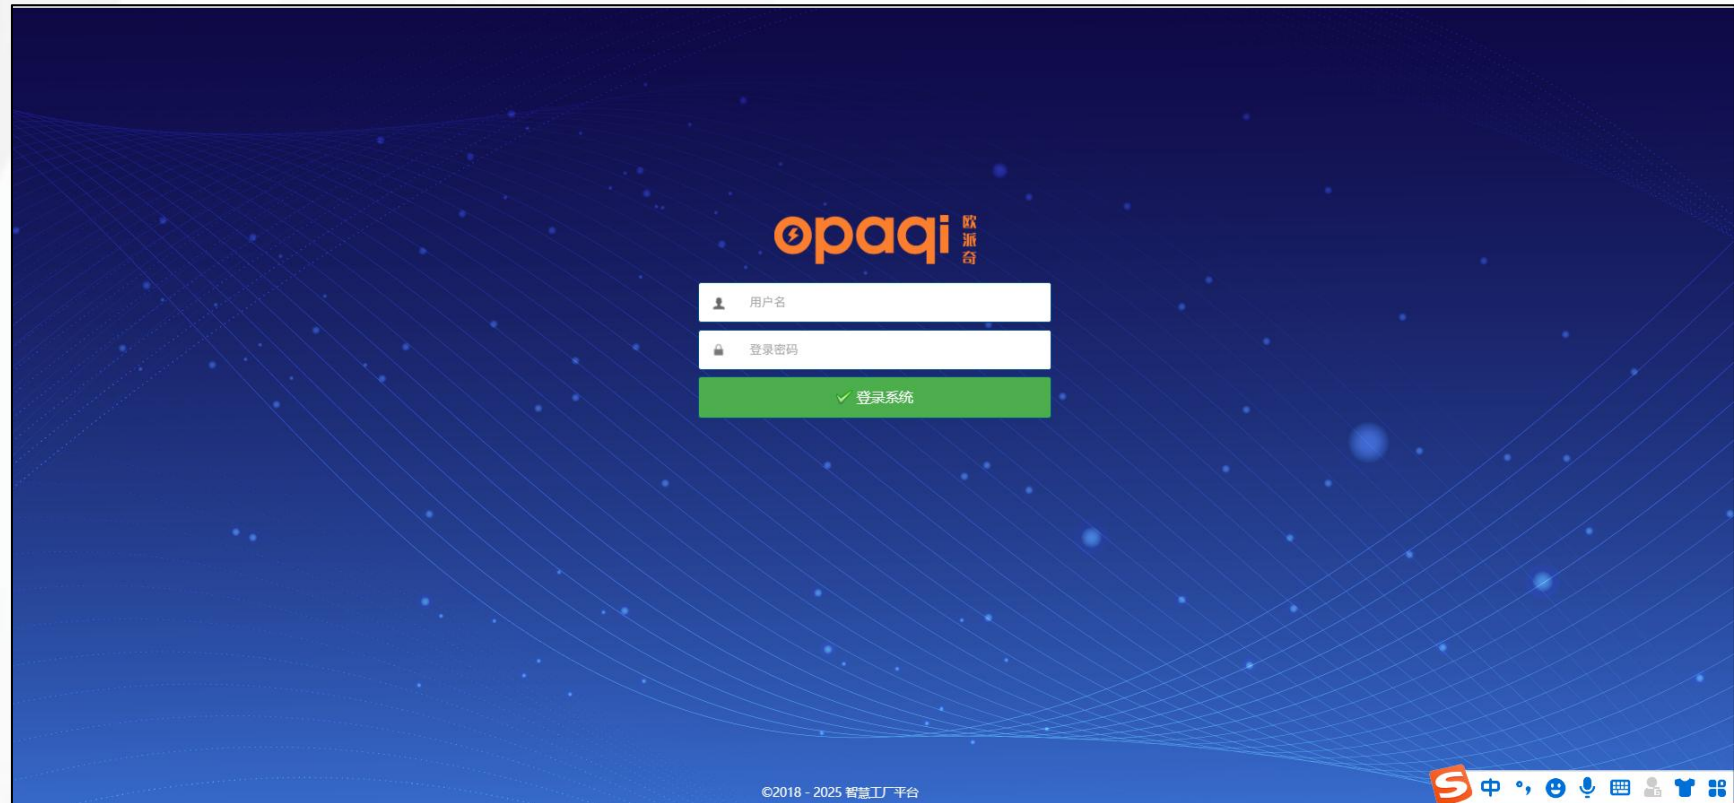 opaqi 欧派奇
用户名
登录密码
登录系统
©2018 - 2025 智慧工厂平台
S 中 °,